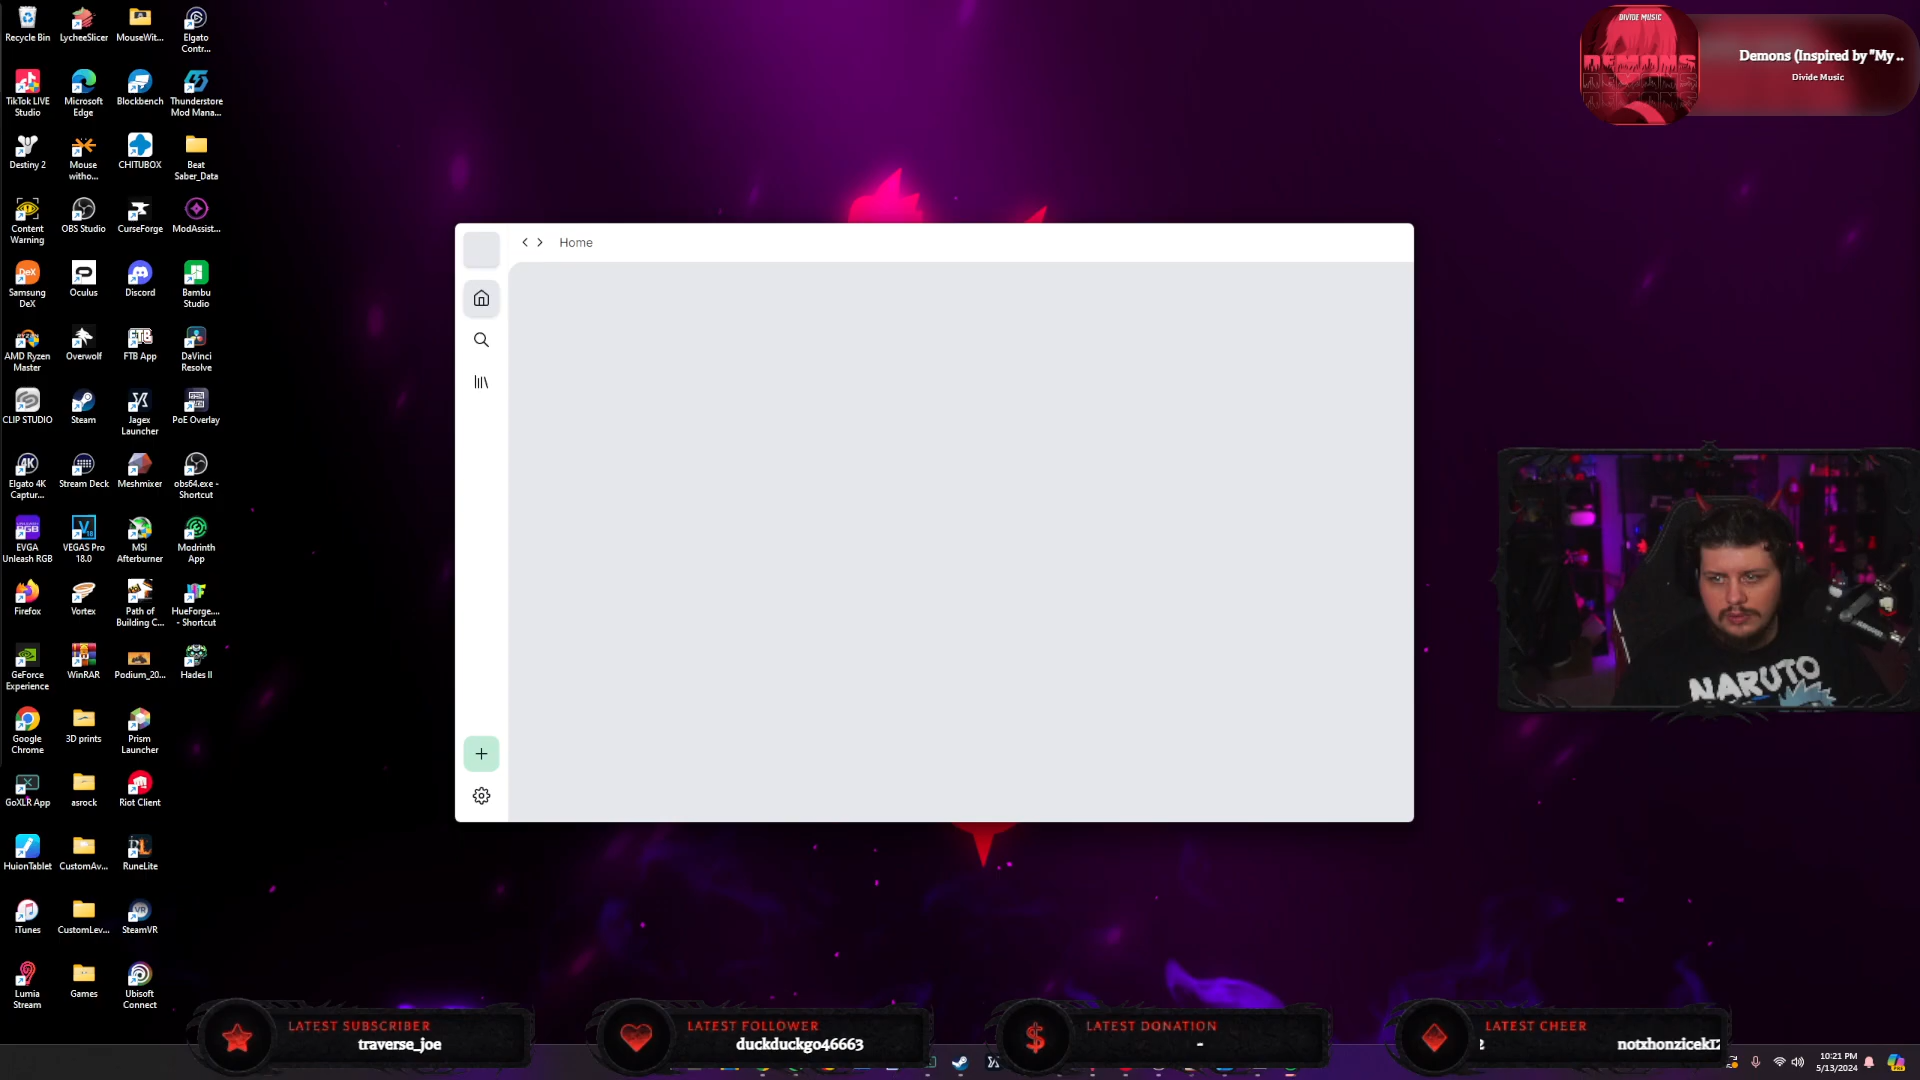 Recycle Bin
LycheeSlicer
MouseWit...
Elgato
Contr...
TikTok LIVE
Studio
Microsoft
Edge
Blockbench
Thunderstore
Mod Mana...
Destiny 2
Mouse
witho...
CHITUBOX
Beat
Saber_Data
Content
Warning
OBS Studio
CurseForge
ModAssist...
Samsung
DeX
Oculus
Discord
Bambu
Studio
AMD Ryzen
Master
Overwolf
FTB App
DaVinci
Resolve
CLIP STUDIO
Steam
Jagex
Launcher
PoE Overlay
Elgato 4K
Captur...
Stream Deck
Meshmixer
obs64.exe -
Shortcut
EVGA
Unleash RGB
VEGAS Pro
18.0
MSI
Afterburner
Modrinth
App
Firefox
Vortex
Path of
Building C...
HueForge....
- Shortcut
GeForce
Experience
WinRAR
Podium_20...
Hades II
Google
Chrome
3D prints
Prism
Launcher
GoXLR App
asrock
Riot Client
HuionTablet
CustomAv...
RuneLite
iTunes
CustomLev...
SteamVR
Lumia
Stream
Games
Ubisoft
Connect
Home
DIVIDE MUSIC
DEMONS
DEMONS
DEMONS
Demons (Inspired by "My ..
Divide Music
NARUTO
LATEST SUBSCRIBER
traverse_joe
LATEST FOLLOWER
duckduckgo46663
LATEST DONATION
-
LATEST CHEER
notxhonzicek12
10:21 PM
5/13/2024